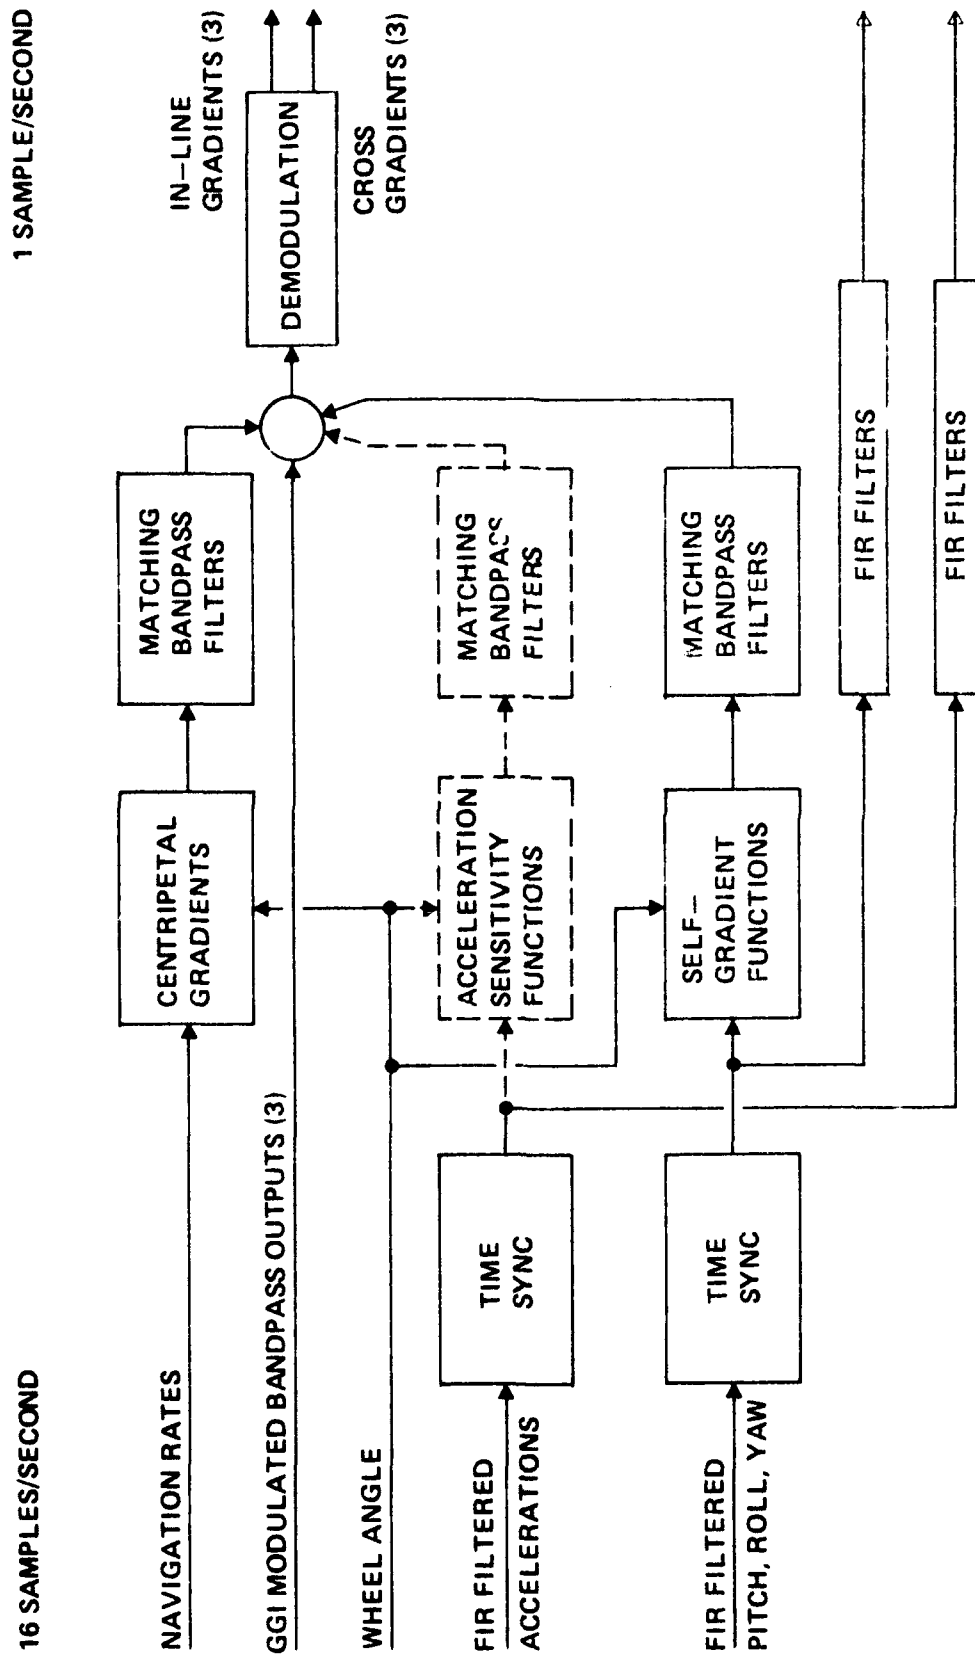 16 SAMPLES/SECOND
1 SAMPLE/SECOND
NAVIGATION RATES
CENTRIPETAL
GRADIENTS
MATCHING
BANDPASS
FILTERS
IN-LINE
GRADIENTS (3)
GGI MODULATED BANDPASS OUTPUTS (3)
DEMODULATION
CROSS
GRADIENTS (3)
WHEEL ANGLE
FIR FILTERED
ACCELERATIONS
TIME
SYNC
ACCELERATION
SENSITIVITY
FUNCTIONS
MATCHING
BANDPASS
FILTERS
FIR FILTERED
PITCH, ROLL, YAW
TIME
SYNC
SELF-
GRADIENT
FUNCTIONS
MATCHING
BANDPASS
FILTERS
FIR FILTERS
FIR FILTERS